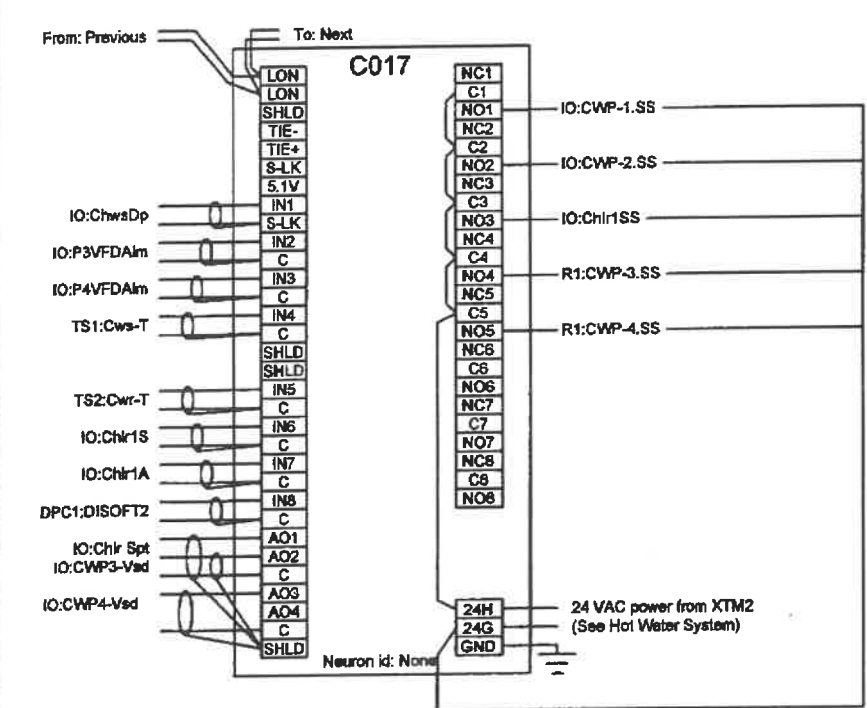 From: Previous
To: Next
C017
LON
LON
SHLD
TIE-
TIE+
S-LK
5.1V
IN1
S-LK
IN2
C
IN3
C
IN4
C
SHLD
SHLD
IN5
C
IN6
C
IN7
C
IN8
C
AO1
AO2
C
AO3
AO4
C
SHLD
IO:ChwsDp
IO:P3VFDAlm
IO:P4VFDAlm
TS1:Cws-T
TS2:Cwr-T
IO:Chlr1S
IO:Chlr1A
DPC1:DISOFT2
IO:Chlr Spt
IO:CWP3-Vsd
IO:CWP4-Vsd
NC1
C1
NO1
NC2
C2
NO2
NC3
C3
NO3
NC4
C4
NO4
NC5
C5
NO5
NC6
C6
NO6
NC7
C7
NO7
NC8
C8
NO8
IO:CWP-1.SS
IO:CWP-2.SS
IO:Chlr1SS
R1:CWP-3.SS
R1:CWP-4.SS
24H
24G
GND
24 VAC power from XTM2
(See Hot Water System)
Neuron id: None